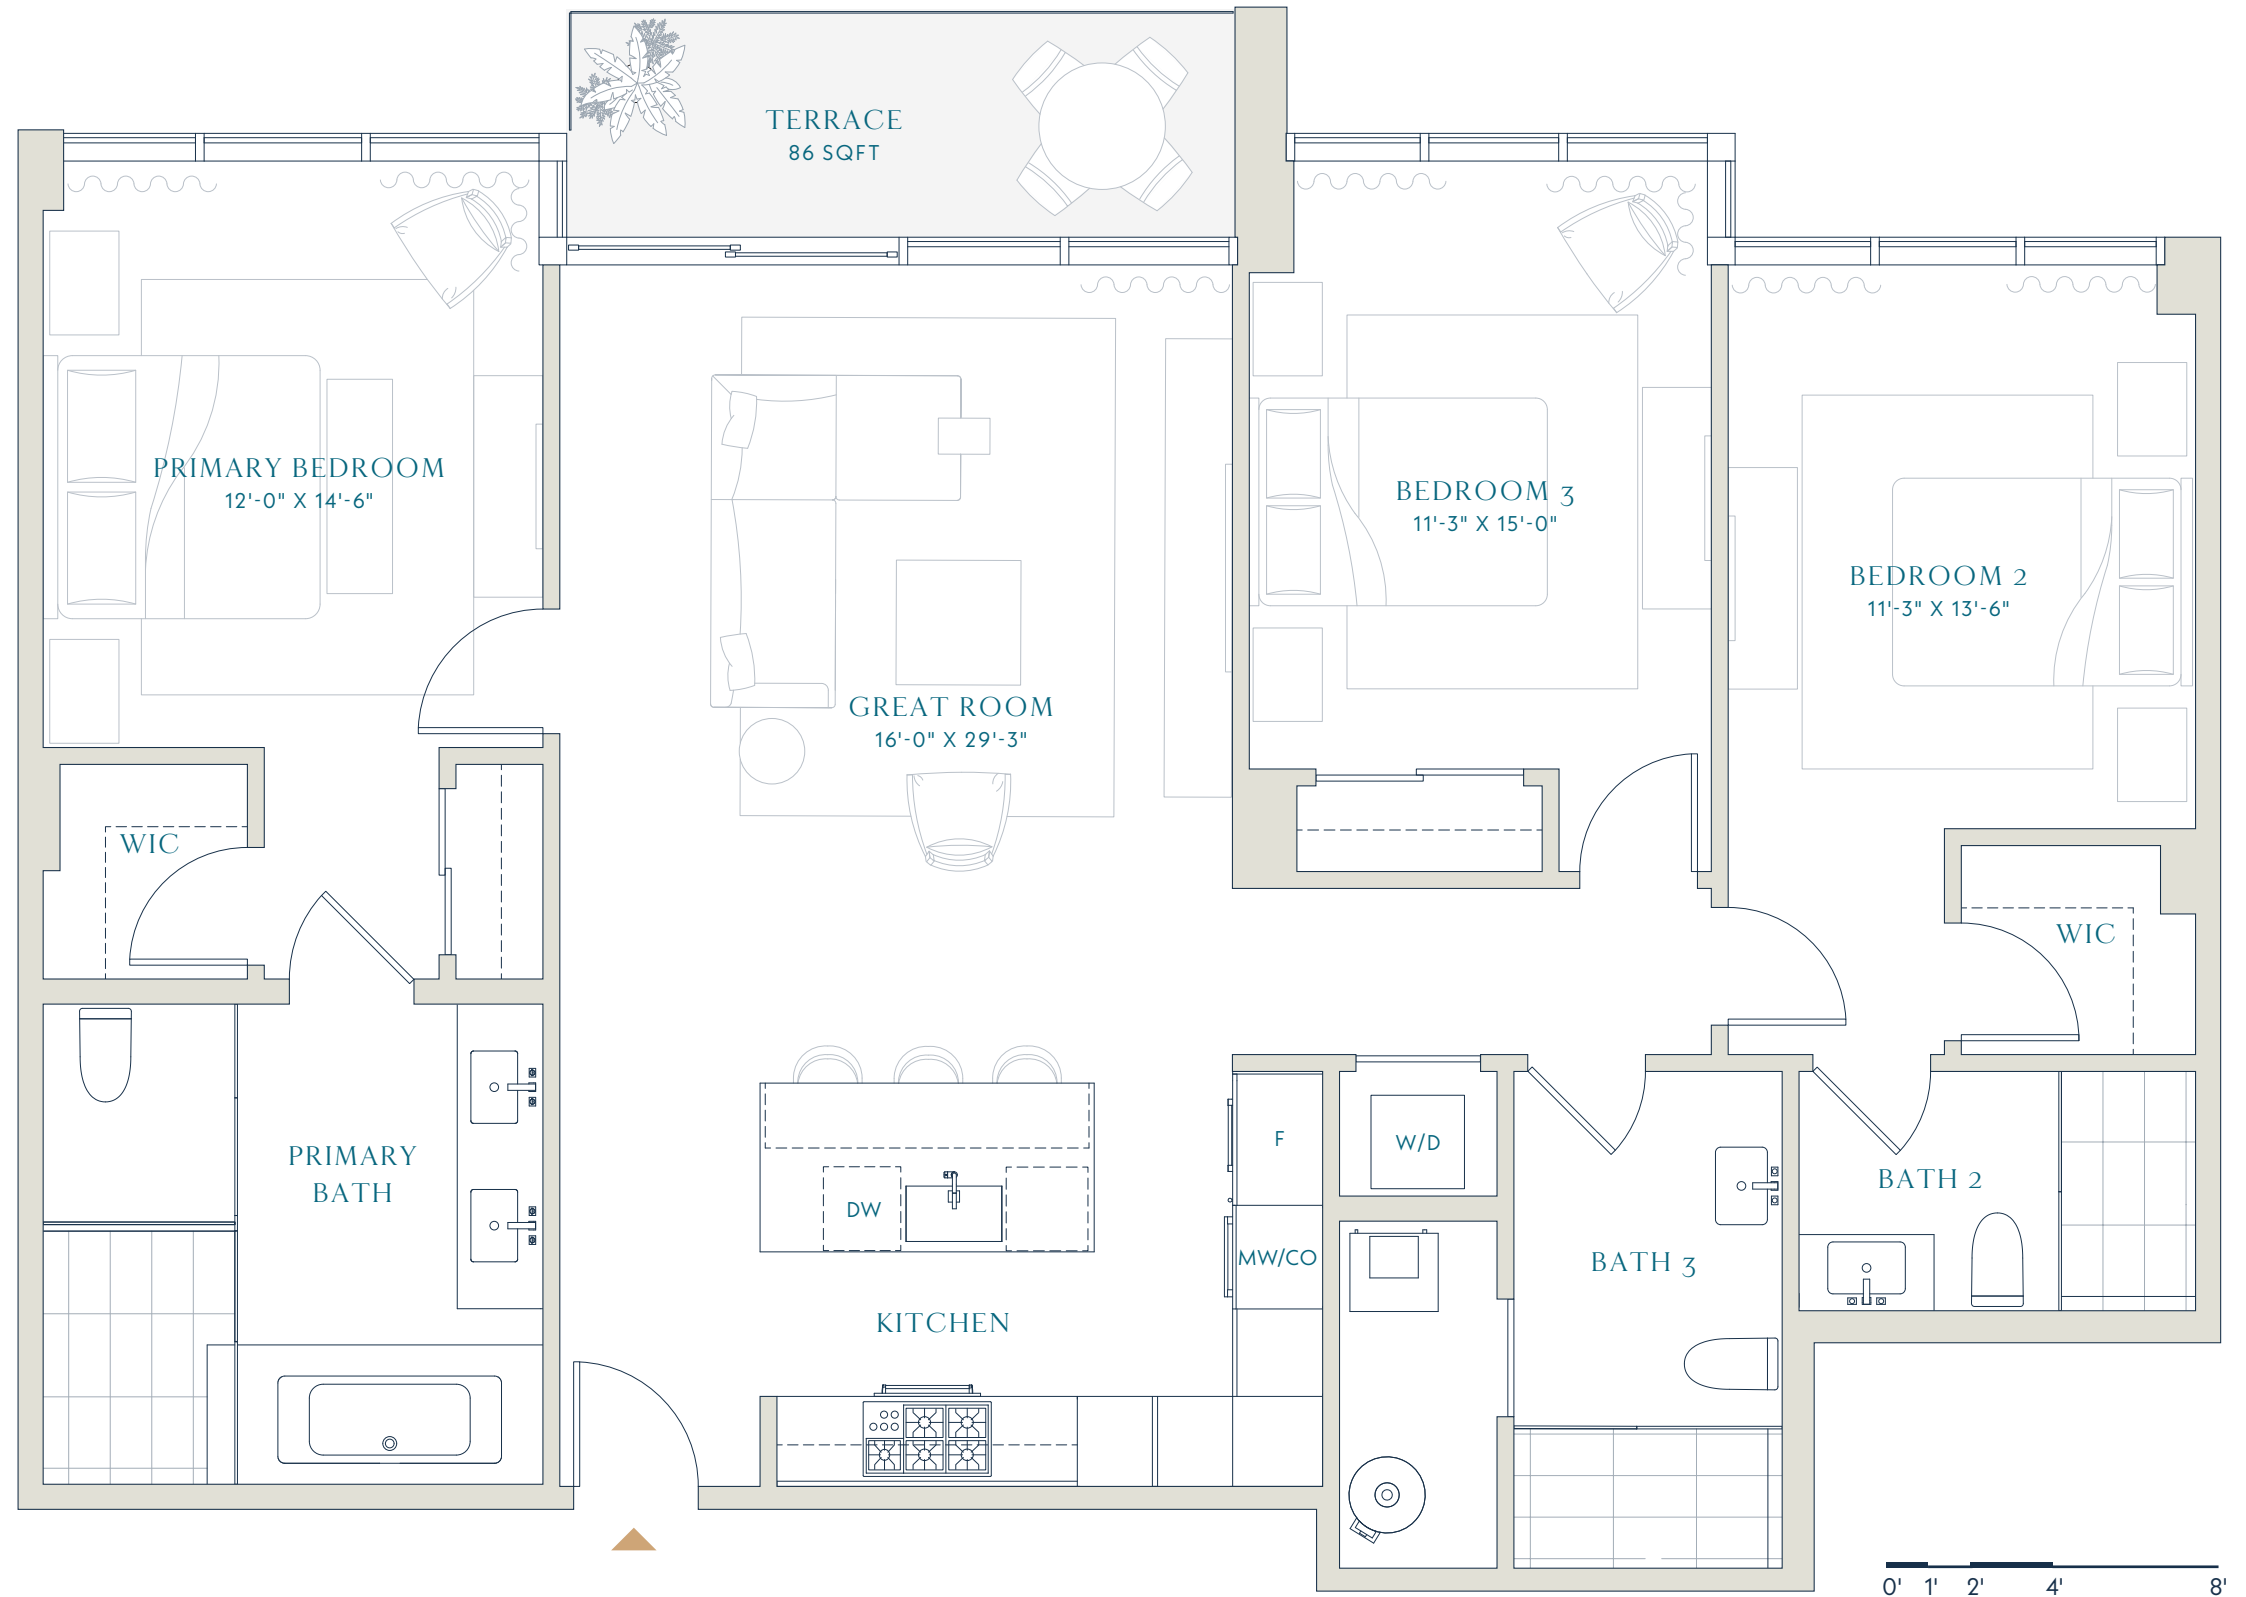 TERRACE
86 SQFT
PRIMARY BEDROOM
12'-0" X 14'-6"
BEDROOM 3
11'-3" X 15'-0"
BEDROOM 2
11'-3" X 13'-6"
GREAT ROOM
16'-0" X 29'-3"
WIC
WIC
PRIMARY
BATH
F
W/D
DW
MW/CO
BATH 2
BATH 3
KITCHEN
0' 1' 2' 4' 8'